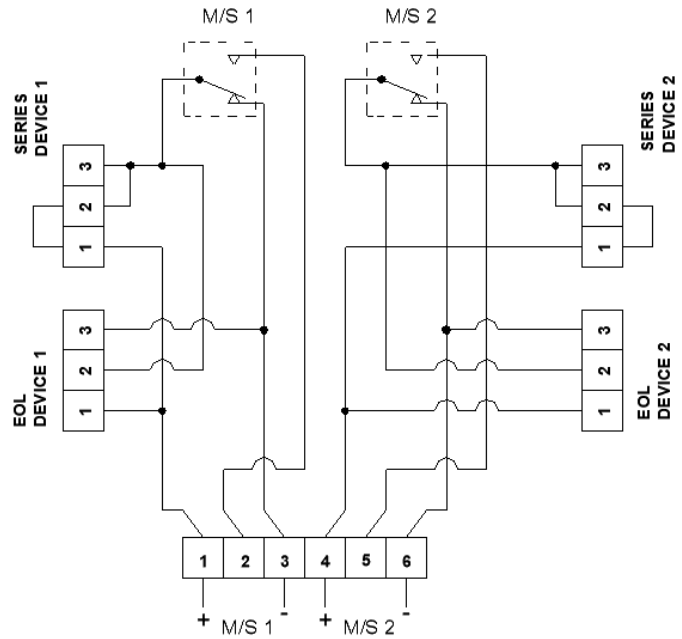 M/S 1
M/S 2
SERIES
DEVICE 1
3
2
1
SERIES
DEVICE 2
3
2
1
EOL
DEVICE 1
3
2
1
EOL
DEVICE 2
3
2
1
1 2 3 4 5 6
+ M/S 1 - + M/S 2 -